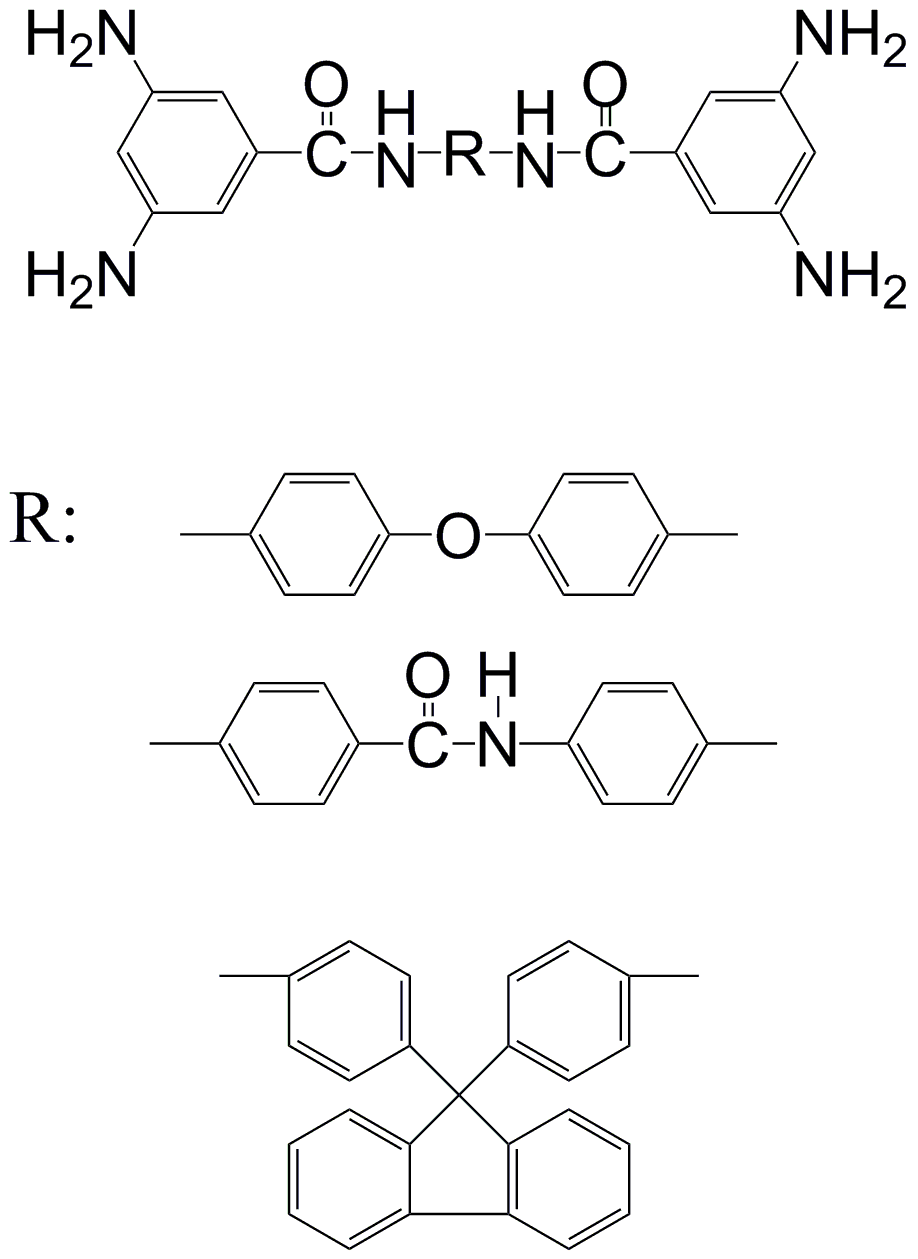 H₂N NH₂
O H H O
C N R N C
H₂N NH₂
R:
O
O H
C N